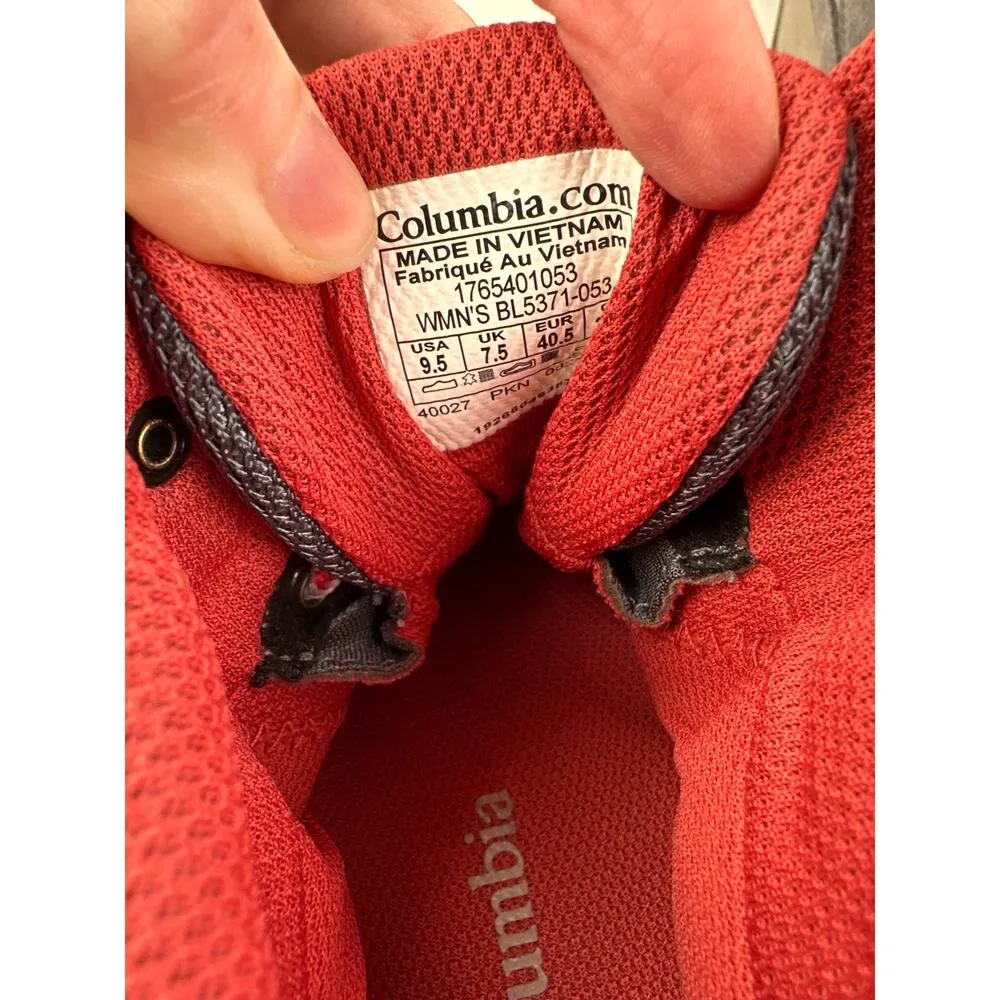 Columbia.com
MADE IN VIETNAM
Fabriqué Au Vietnam
1765401053
WMN'S BL5371-053
USA UK EUR
9.5 7.5 40.5
40027 PKN
umbia